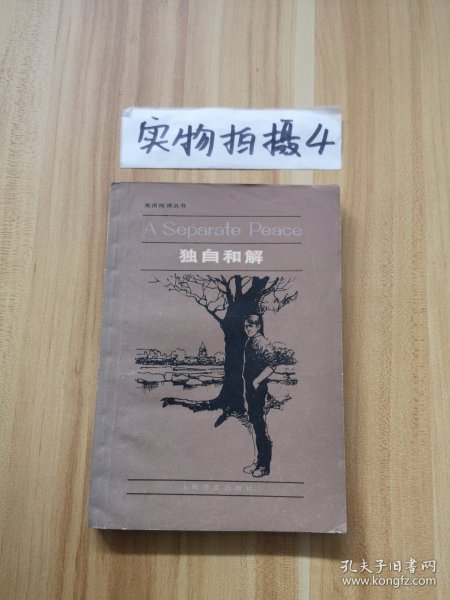 实物拍摄4
英语阅读丛书
A Separate Peace
独自和解
上海译文出版社
孔夫子旧书网
www.kongfz.com